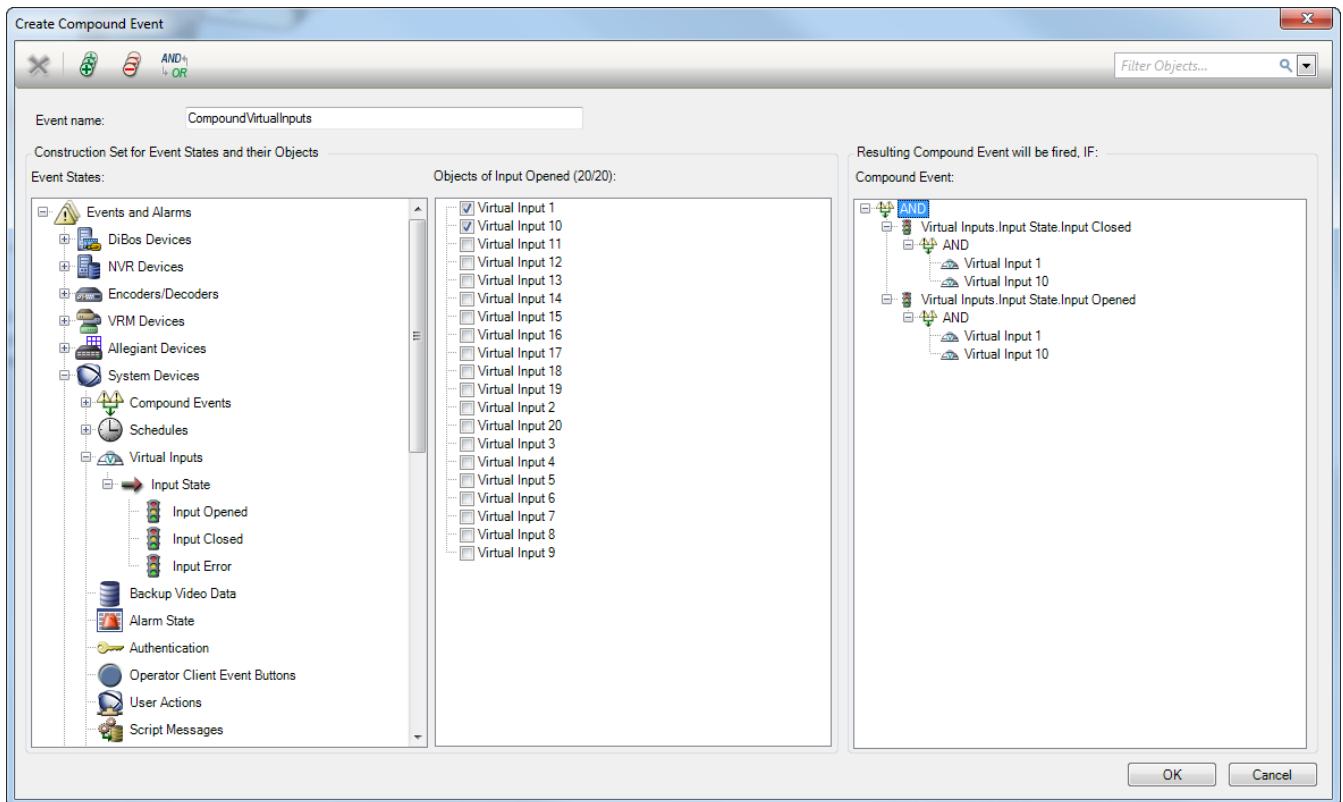 Create Compound Event
AND
OR
Filter Objects...
Event name:
CompoundVirtualInputs
Construction Set for Event States and their Objects
Event States:
Events and Alarms
DiBos Devices
NVR Devices
Encoders/Decoders
VRM Devices
Allegiant Devices
System Devices
Compound Events
Schedules
Virtual Inputs
Input State
Input Opened
Input Closed
Input Error
Backup Video Data
Alarm State
Authentication
Operator Client Event Buttons
User Actions
Script Messages
Objects of Input Opened (20/20):
Virtual Input 1
Virtual Input 10
Virtual Input 11
Virtual Input 12
Virtual Input 13
Virtual Input 14
Virtual Input 15
Virtual Input 16
Virtual Input 17
Virtual Input 18
Virtual Input 19
Virtual Input 2
Virtual Input 20
Virtual Input 3
Virtual Input 4
Virtual Input 5
Virtual Input 6
Virtual Input 7
Virtual Input 8
Virtual Input 9
Resulting Compound Event will be fired, IF:
Compound Event:
AND
Virtual Inputs.Input State.Input Closed
AND
Virtual Input 1
Virtual Input 10
Virtual Inputs.Input State.Input Opened
AND
Virtual Input 1
Virtual Input 10
OK
Cancel